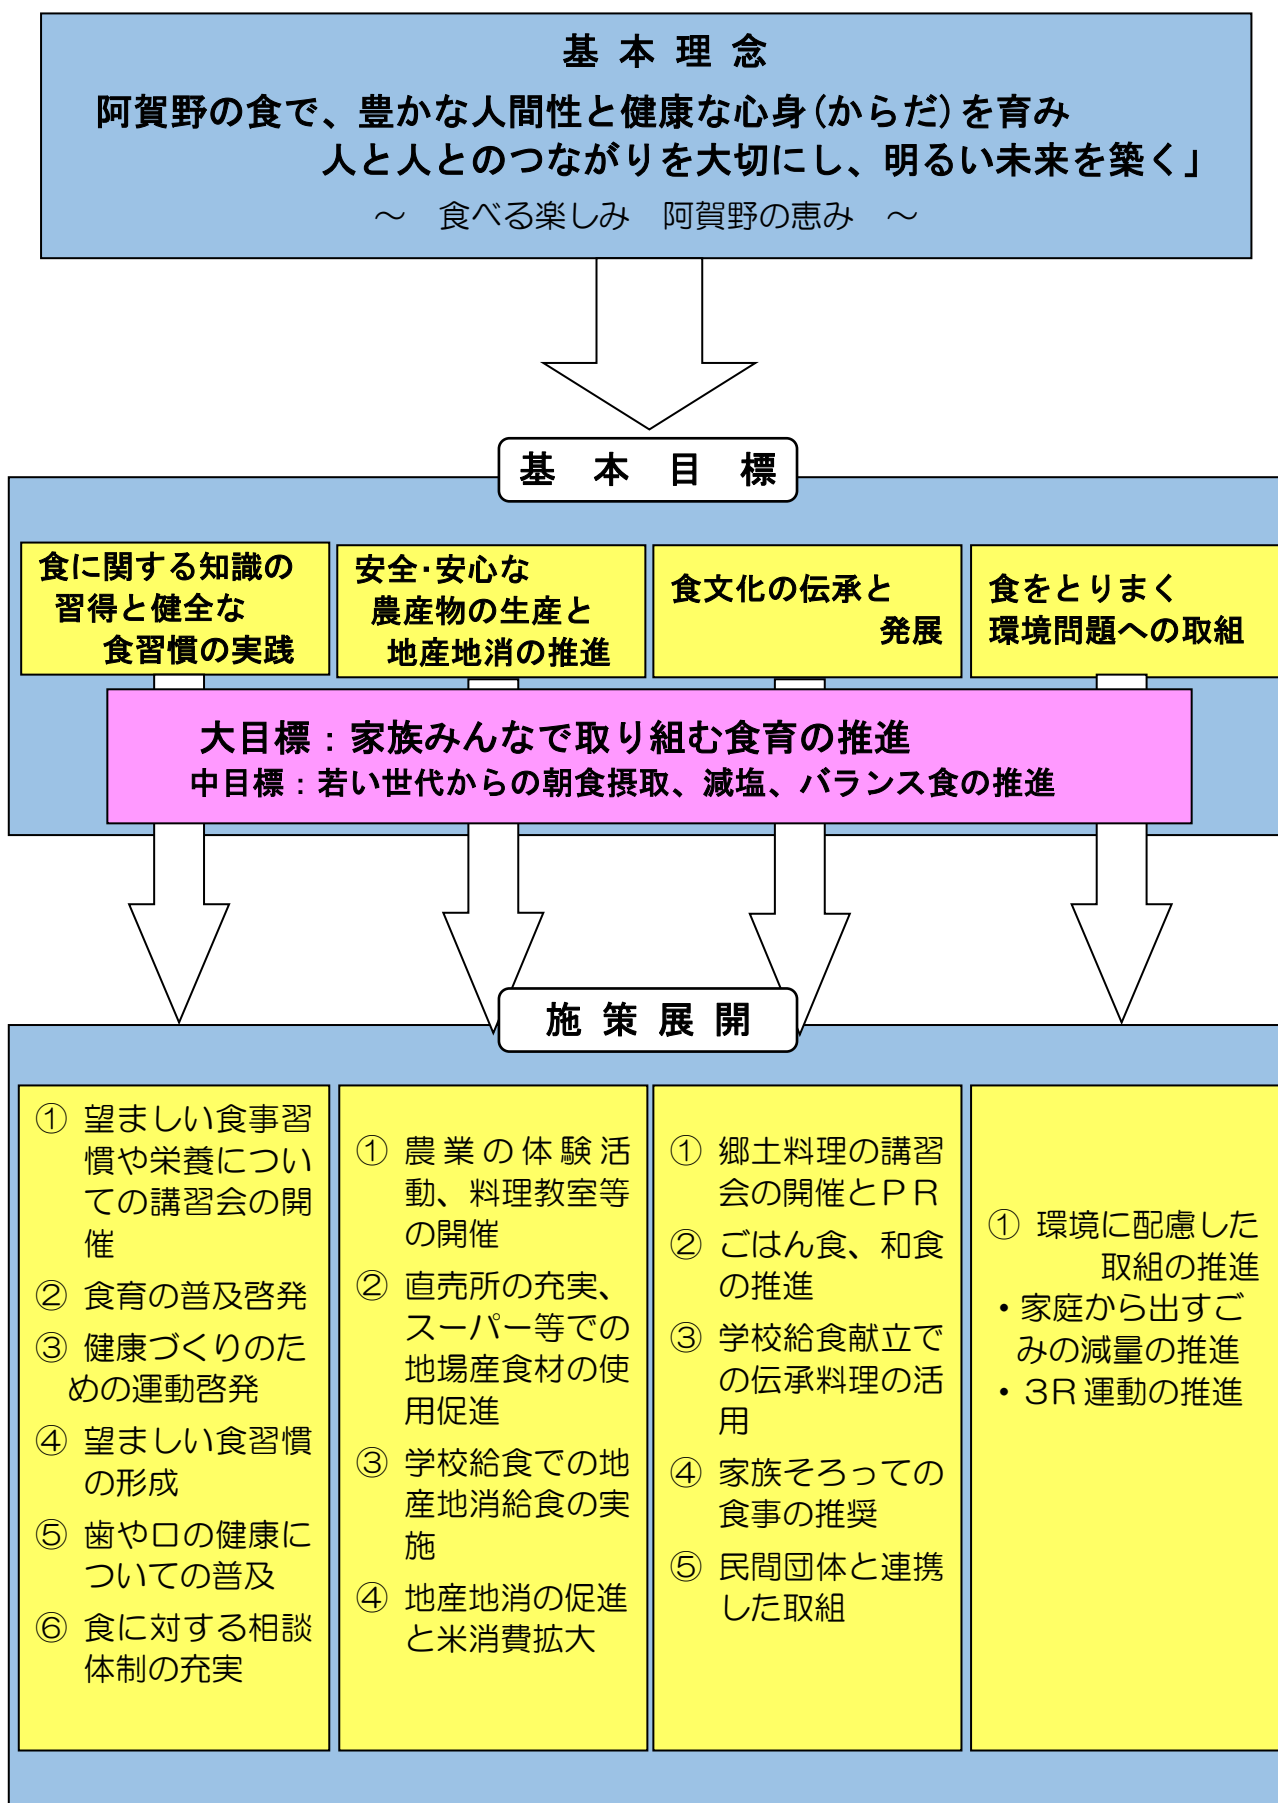 基本理念
阿賀野の食で、豊かな人間性と健康な心身(からだ)を育み
人と人とのつながりを大切にし、明るい未来を築く」
～　食べる楽しみ　阿賀野の恵み　～
基本目標
食に関する知識の
習得と健全な
食習慣の実践
安全･安心な
農産物の生産と
地産地消の推進
食文化の伝承と
発展
食をとりまく
環境問題への取組
大目標：家族みんなで取り組む食育の推進
中目標：若い世代からの朝食摂取、減塩、バランス食の推進
施策展開
① 望ましい食事習
慣や栄養につい
ての講習会の開
催
② 食育の普及啓発
③ 健康づくりのた
めの運動啓発
④ 望ましい食習慣
の形成
⑤ 歯や口の健康に
ついての普及
⑥ 食に対する相談
体制の充実
① 農業の体験活
動、料理教室等
の開催
② 直売所の充実、
スーパー等での
地場産食材の使
用促進
③ 学校給食での地
産地消給食の実
施
④ 地産地消の促進
と米消費拡大
① 郷土料理の講習
会の開催とＰＲ
② ごはん食、和食
の推進
③ 学校給食献立で
の伝承料理の活
用
④ 家族そろっての
食事の推奨
⑤ 民間団体と連携
した取組
① 環境に配慮した
取組の推進
・家庭から出すご
みの減量の推進
・３Ｒ運動の推進